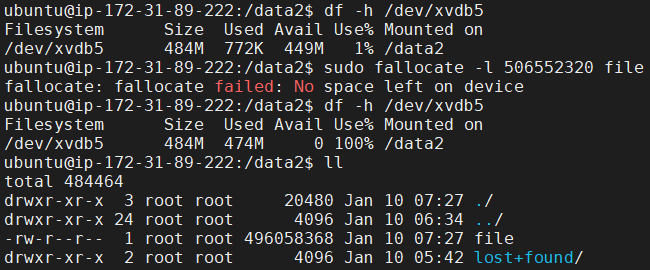 ubuntu@ip-172-31-89-222:/data2$ df -h /dev/xvdb5
Filesystem      Size  Used Avail Use% Mounted on
/dev/xvdb5      484M  772K  449M   1% /data2
ubuntu@ip-172-31-89-222:/data2$ sudo fallocate -l 506552320 file
fallocate: fallocate failed: No space left on device
ubuntu@ip-172-31-89-222:/data2$ df -h /dev/xvdb5
Filesystem      Size  Used Avail Use% Mounted on
/dev/xvdb5      484M  474M     0 100% /data2
ubuntu@ip-172-31-89-222:/data2$ ll
total 484464
drwxr-xr-x  3 root root     20480 Jan 10 07:27 ./
drwxr-xr-x 24 root root      4096 Jan 10 06:34 ../
-rw-r--r--  1 root root 496058368 Jan 10 07:27 file
drwxr-xr-x  2 root root      4096 Jan 10 05:42 lost+found/